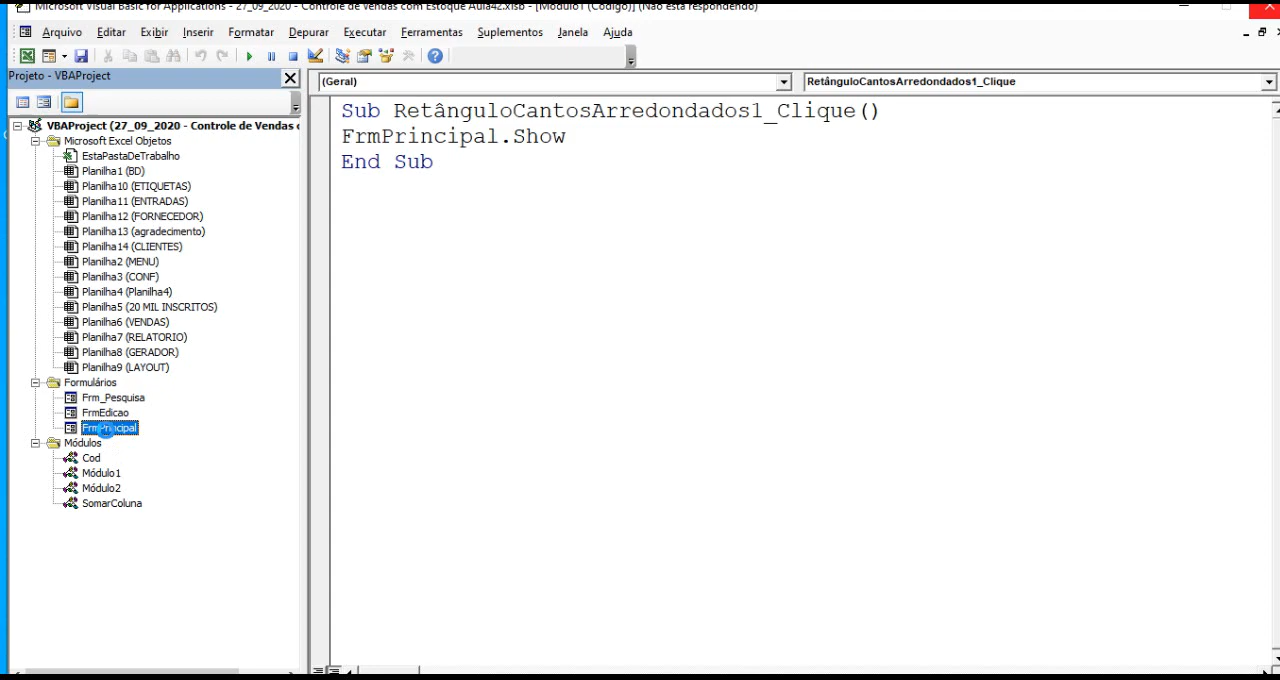 Microsoft Visual Basic for Applications - 27_09_2020 - Controle de Vendas com Estoque Aula42.xlsb - [Módulo1 (Código)] (Não está respondendo)
Arquivo Editar Exibir Inserir Formatar Depurar Executar Ferramentas Suplementos Janela Ajuda
Projeto - VBAProject
(Geral)
RetânguloCantosArredondados1_Clique
VBAProject (27_09_2020 - Controle de Vendas c
Microsoft Excel Objetos
EstaPastaDeTrabalho
Planilha1 (BD)
Planilha10 (ETIQUETAS)
Planilha11 (ENTRADAS)
Planilha12 (FORNECEDOR)
Planilha13 (agradecimento)
Planilha14 (CLIENTES)
Planilha2 (MENU)
Planilha3 (CONF)
Planilha4 (Planilha4)
Planilha5 (20 MIL INSCRITOS)
Planilha6 (VENDAS)
Planilha7 (RELATORIO)
Planilha8 (GERADOR)
Planilha9 (LAYOUT)
Formulários
Frm_Pesquisa
FrmEdicao
FrmPrincipal
Módulos
Cod
Módulo1
Módulo2
SomarColuna
Sub RetânguloCantosArredondados1_Clique()
FrmPrincipal.Show
End Sub